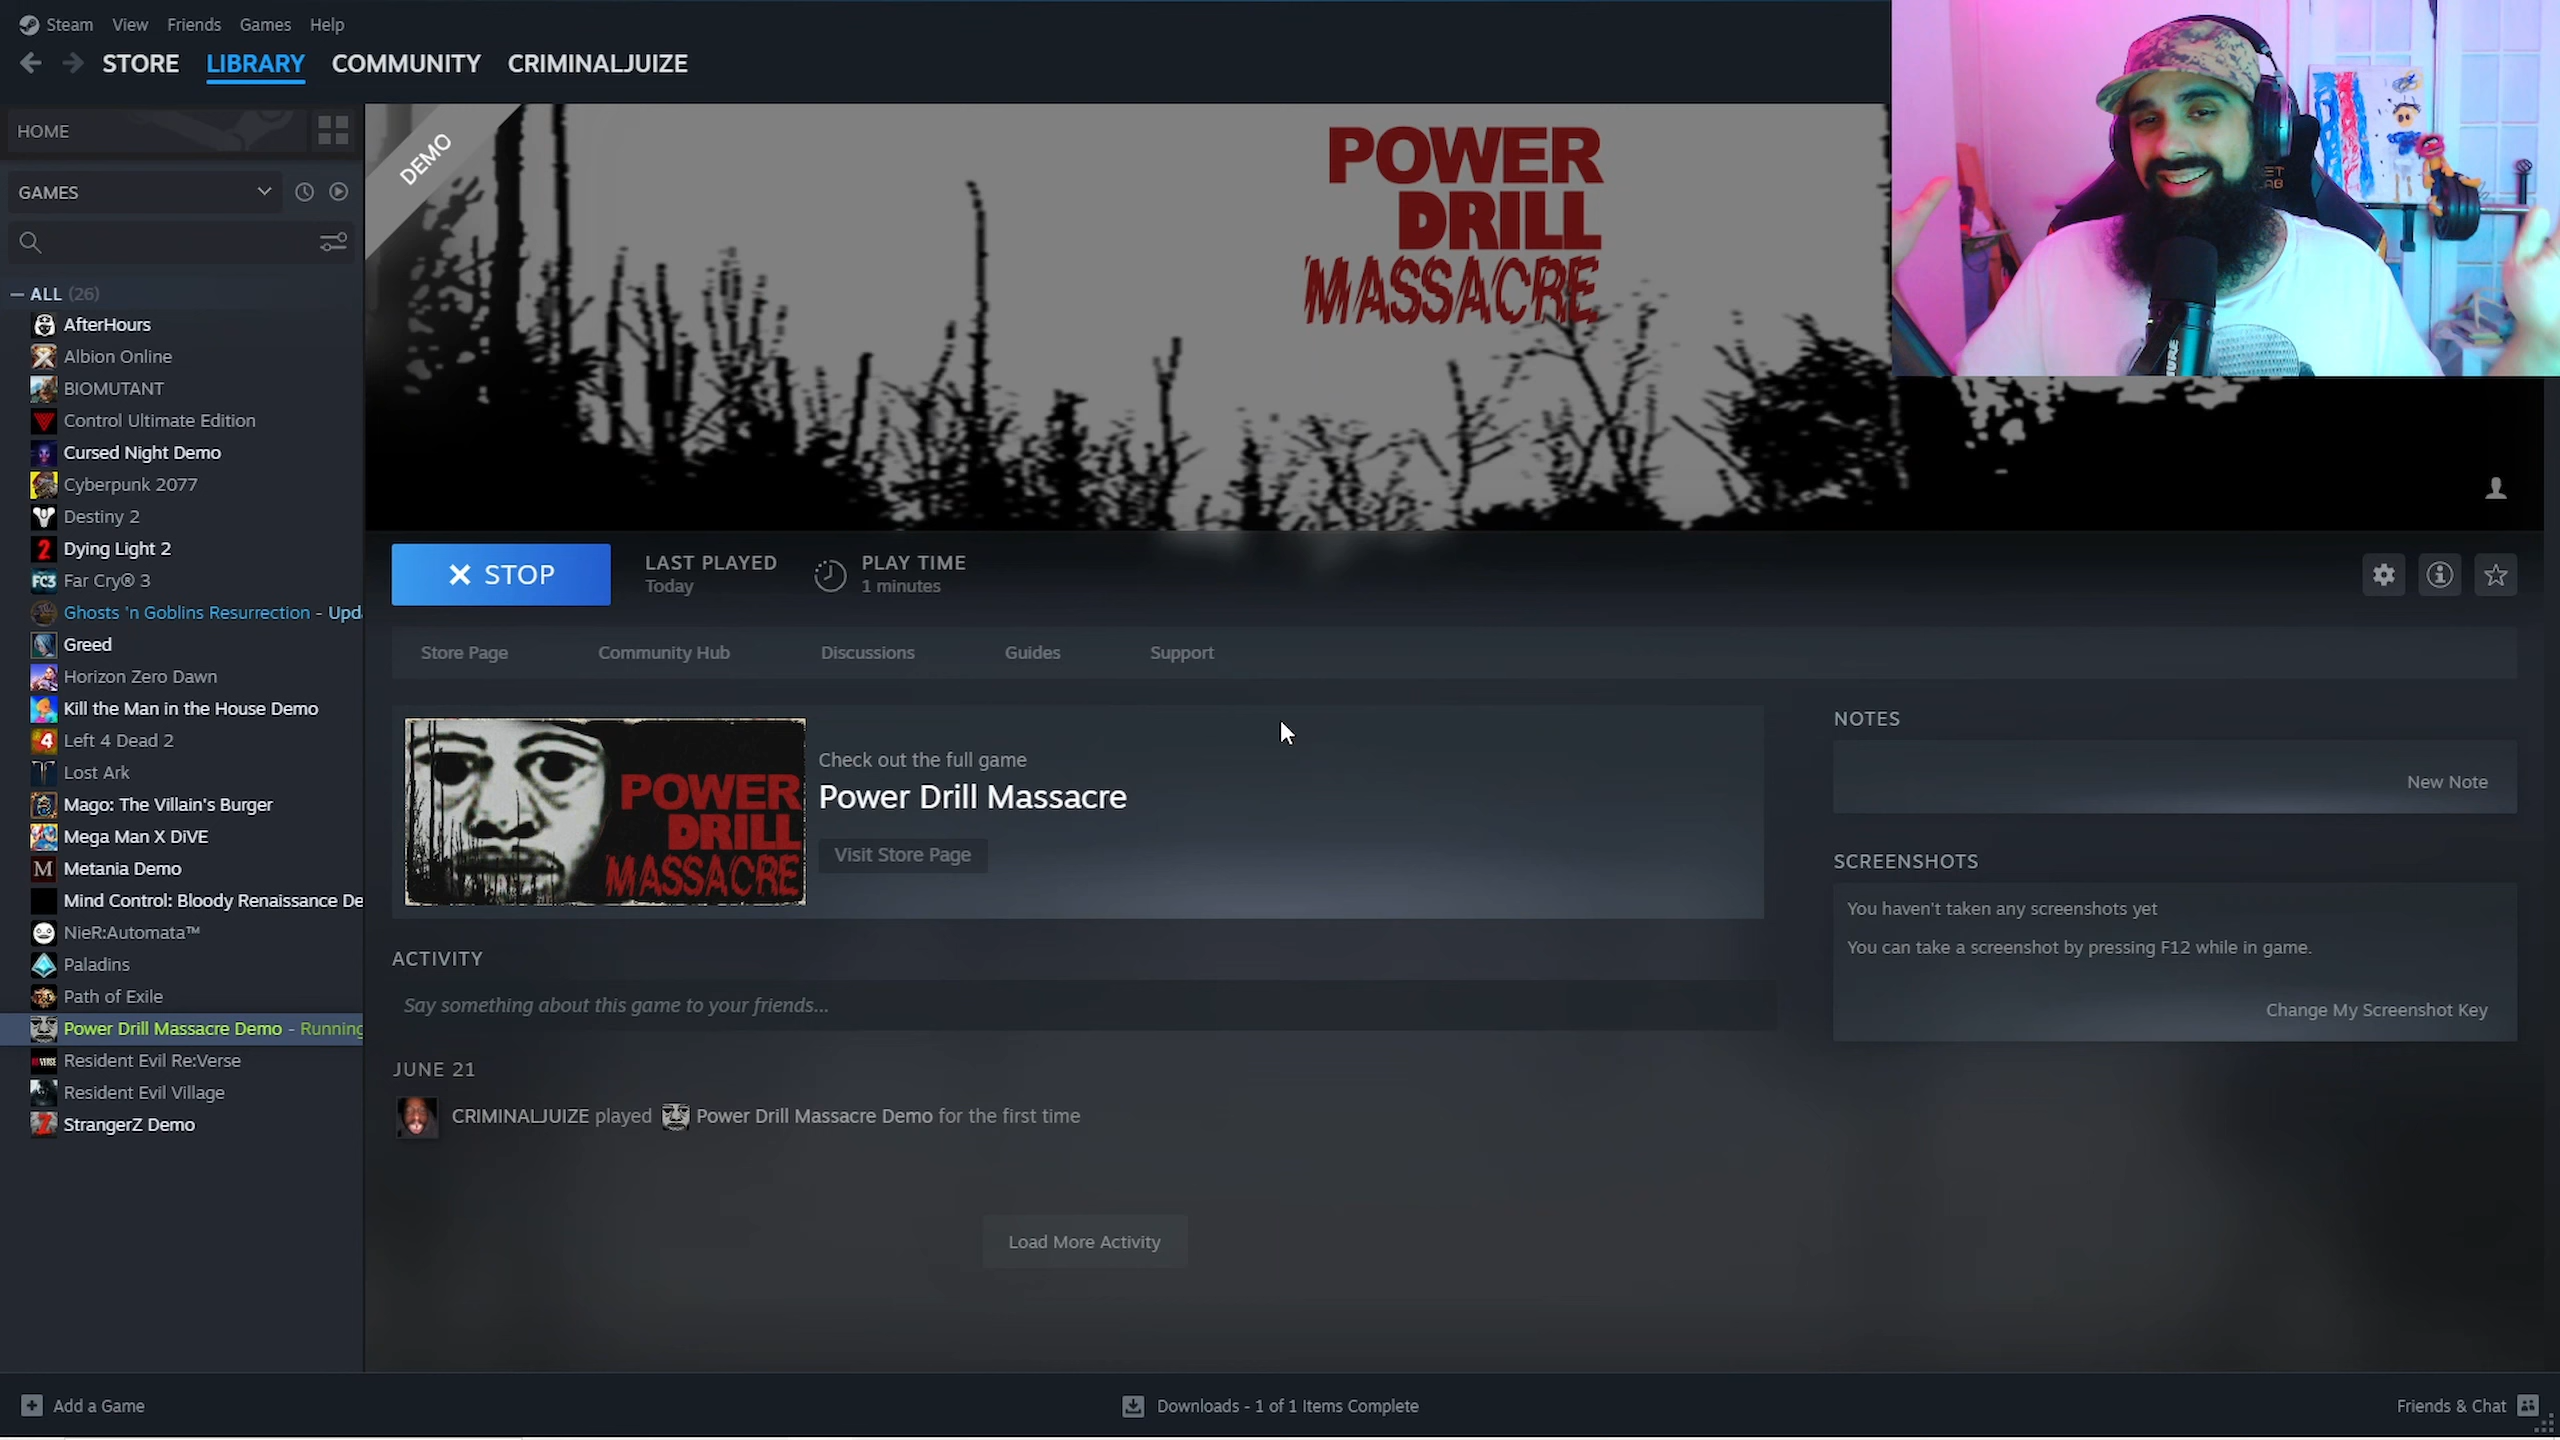 Steam View Friends Games Help
STORE LIBRARY COMMUNITY CRIMINALJUIZE
HOME
GAMES
ALL (26)
AfterHours
Albion Online
BIOMUTANT
Control Ultimate Edition
Cursed Night Demo
Cyberpunk 2077
Destiny 2
Dying Light 2
Far Cry® 3
Ghosts 'n Goblins Resurrection - Upd
Greed
Horizon Zero Dawn
Kill the Man in the House Demo
Left 4 Dead 2
Lost Ark
Mago: The Villain's Burger
Mega Man X DiVE
Metania Demo
Mind Control: Bloody Renaissance De
NieR:Automata™
Paladins
Path of Exile
Power Drill Massacre Demo - Running
Resident Evil Re:Verse
Resident Evil Village
StrangerZ Demo
DEMO
POWER
DRILL
MASSACRE
STOP
LAST PLAYED
Today
PLAY TIME
1 minutes
Store Page Community Hub Discussions Guides Support
POWER
DRILL
MASSACRE
Check out the full game
Power Drill Massacre
Visit Store Page
NOTES
New Note
SCREENSHOTS
You haven't taken any screenshots yet
You can take a screenshot by pressing F12 while in game.
Change My Screenshot Key
ACTIVITY
Say something about this game to your friends...
JUNE 21
CRIMINALJUIZE played Power Drill Massacre Demo for the first time
Load More Activity
Add a Game
Downloads - 1 of 1 Items Complete
Friends & Chat